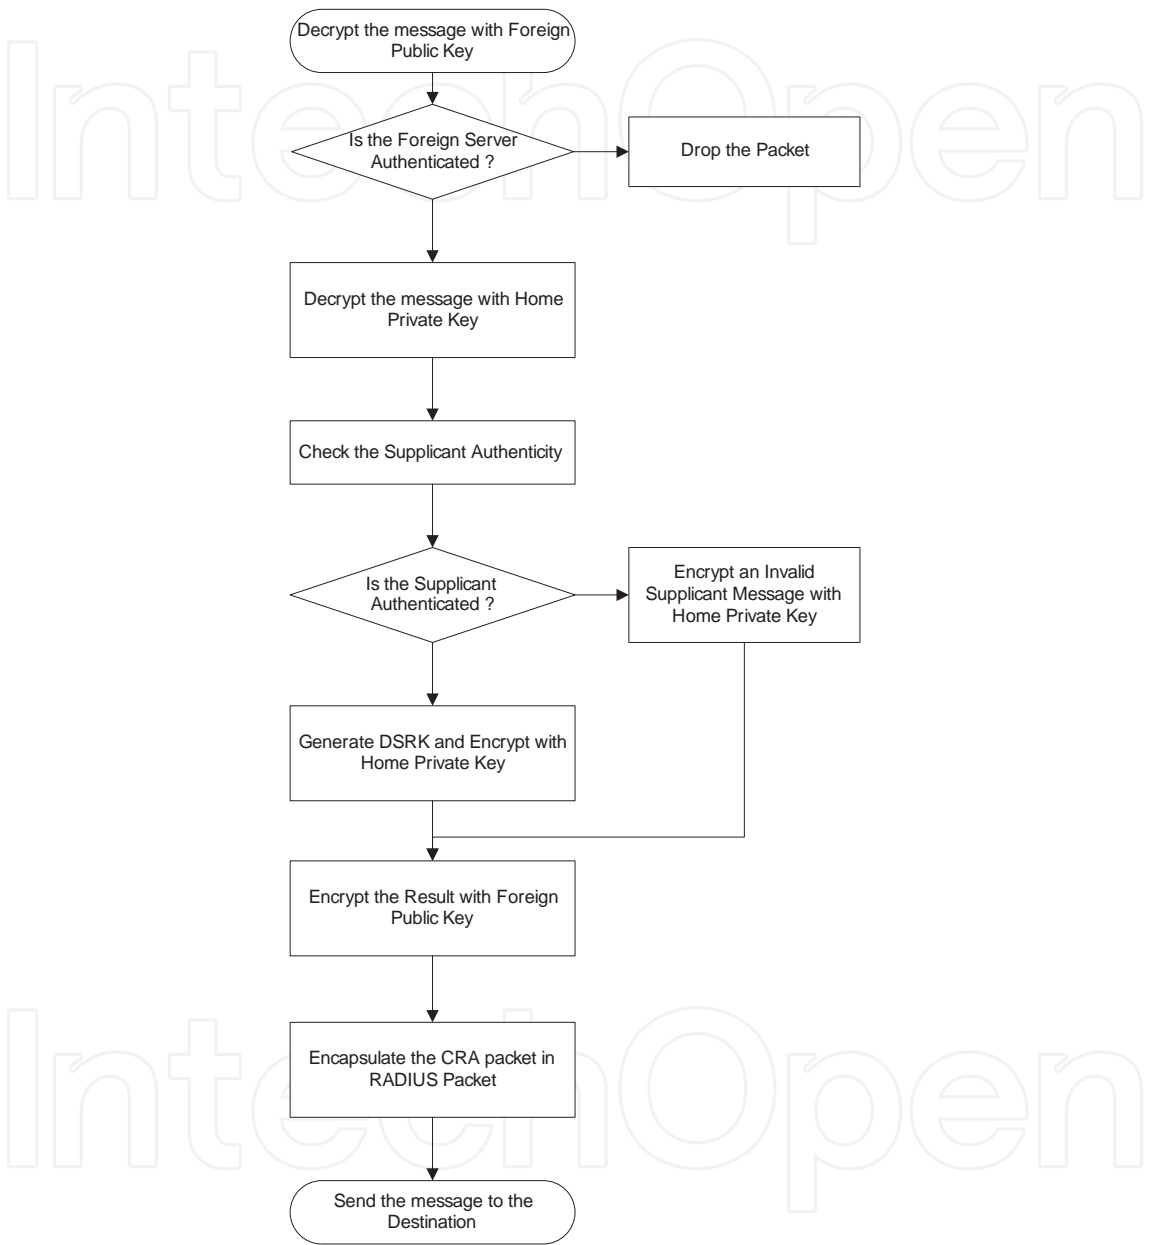 IntechOpen
Decrypt the message with Foreign
Public Key
Is the Foreign Server
Authenticated ?
Drop the Packet
Decrypt the message with Home
Private Key
Check the Supplicant Authenticity
Is the Supplicant
Authenticated ?
Encrypt an Invalid
Supplicant Message with
Home Private Key
Generate DSRK and Encrypt with
Home Private Key
Encrypt the Result with Foreign
Public Key
IntechOpen
Encapsulate the CRA packet in
RADIUS Packet
Send the message to the
Destination